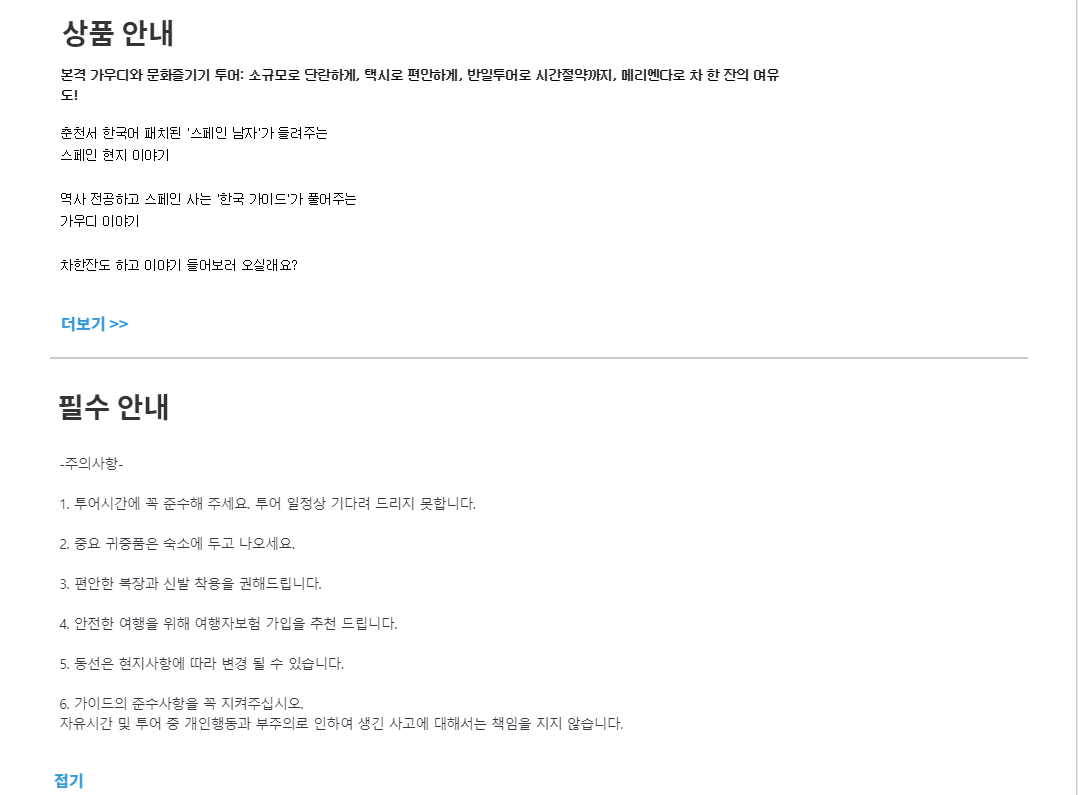 상품 안내
본격 가우디와 문화즐기기 투어: 소규모로 단란하게, 택시로 편안하게, 반일투어로 시간절약까지, 메리엔다로 차 한 잔의 여유
도!
춘천서 한국어 패치된 '스페인 남자'가 들려주는
스페인 현지 이야기
역사 전공하고 스페인 사는 '한국 가이드'가 풀어주는
가우디 이야기
차한잔도 하고 이야기 들어보러 오실래요?
더보기 >>
필수 안내
-주의사항-
1. 투어시간에 꼭 준수해 주세요. 투어 일정상 기다려 드리지 못합니다.
2. 중요 귀중품은 숙소에 두고 나오세요.
3. 편안한 복장과 신발 착용을 권해드립니다.
4. 안전한 여행을 위해 여행자보험 가입을 추천 드립니다.
5. 동선은 현지사항에 따라 변경 될 수 있습니다.
6. 가이드의 준수사항을 꼭 지켜주십시오.
자유시간 및 투어 중 개인행동과 부주의로 인하여 생긴 사고에 대해서는 책임을 지지 않습니다.
접기